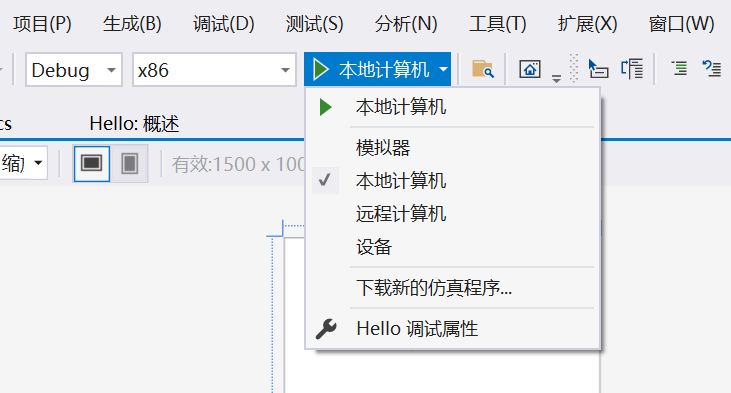 项目(P) 生成(B) 调试(D) 测试(S) 分析(N) 工具(T) 扩展(X) 窗口(W)
Debug x86 本地计算机
本地计算机
cs Hello: 概述
模拟器
缩 有效:1500 x 100
本地计算机
远程计算机
设备
下载新的仿真程序...
Hello 调试属性